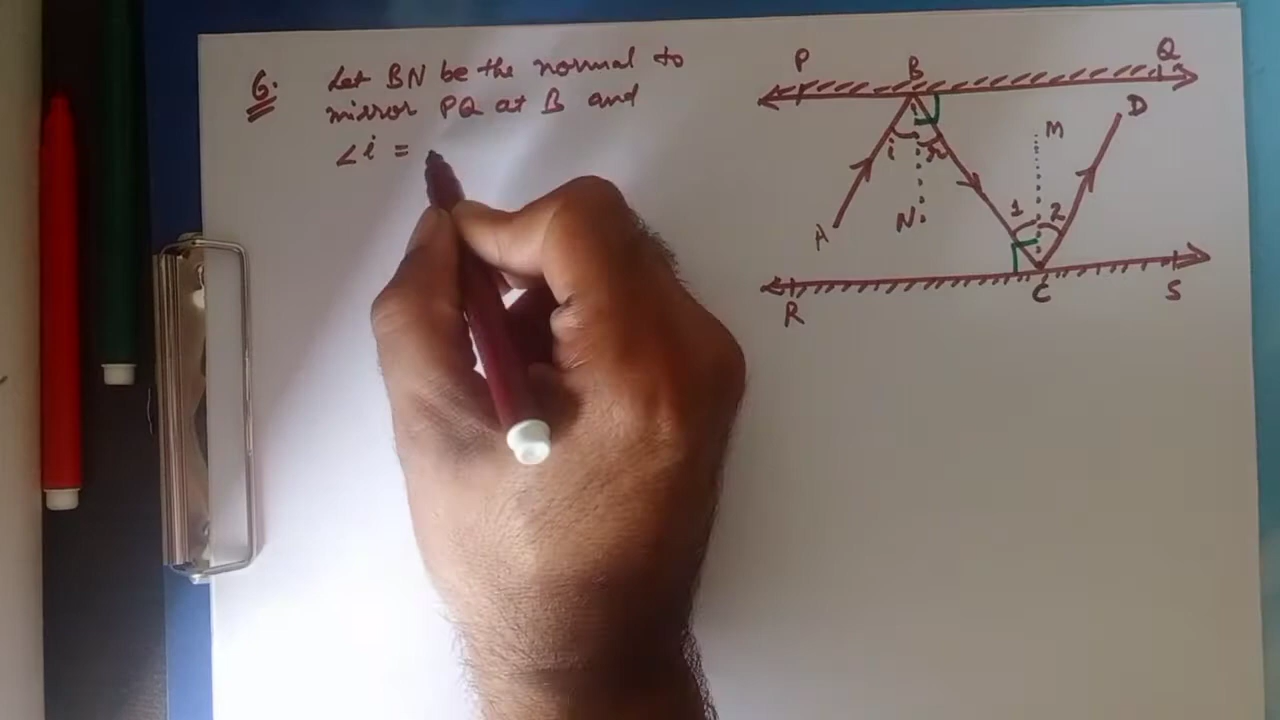 6. Let BN be the normal to
mirror PQ at B and
∠i =
P B Q
D
M
i r
A N 1 2
R C S